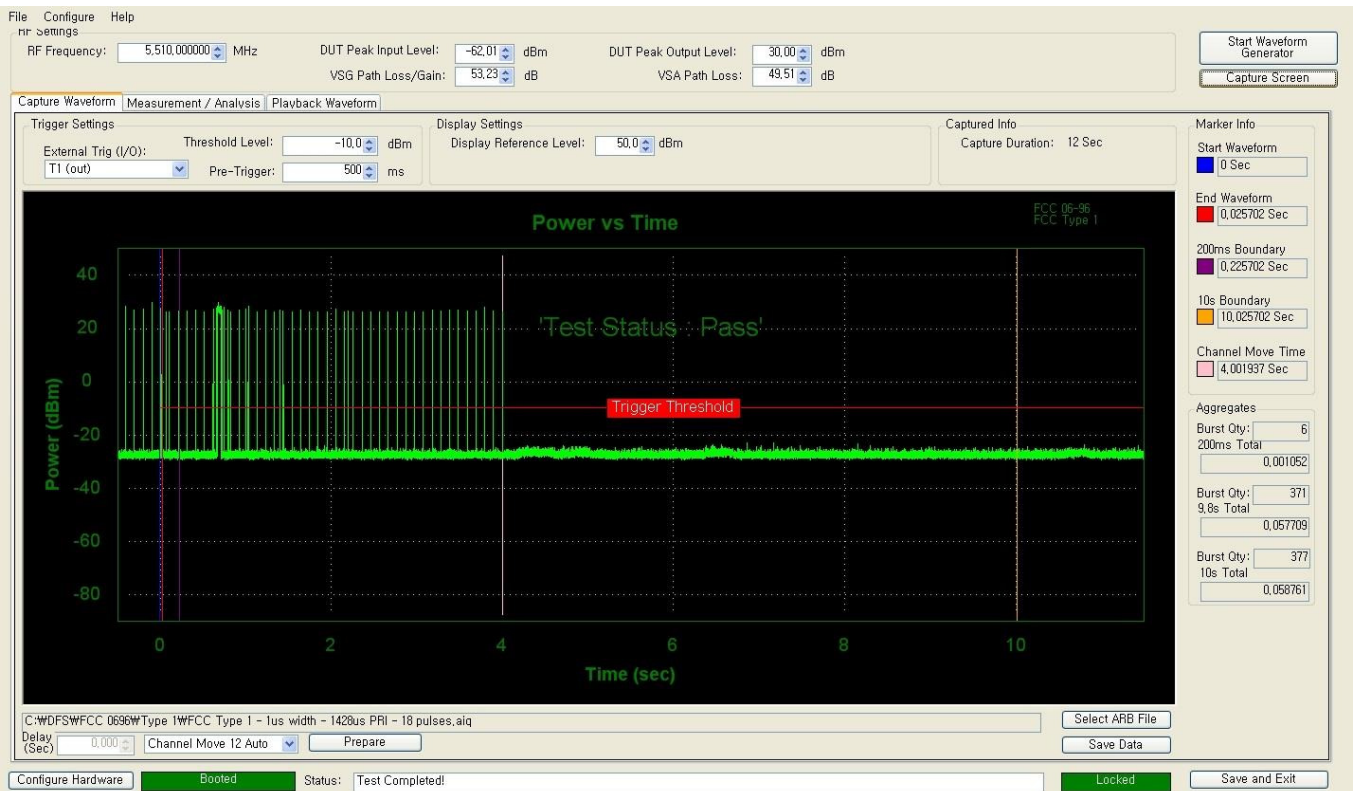 File Configure Help
RF Settings
RF Frequency: 5,510,000000 MHz DUT Peak Input Level: -62,01 dBm DUT Peak Output Level: 30,00 dBm
VSG Path Loss/Gain: 53,23 dB VSA Path Loss: 49,51 dB
Start Waveform
Generator
Capture Screen
Capture Waveform Measurement / Analysis Playback Waveform
Trigger Settings
External Trig (I/O): Threshold Level: -10,0 dBm
T1 (out) Pre-Trigger: 500 ms
Display Settings
Display Reference Level: 50,0 dBm
Captured Info
Capture Duration: 12 Sec
Marker Info
Start Waveform
0 Sec
End Waveform
0,025702 Sec
200ms Boundary
0,225702 Sec
10s Boundary
10,025702 Sec
Channel Move Time
4,001937 Sec
Aggregates
Burst Qty: 6
200ms Total
0,001052
Burst Qty: 371
9,8s Total
0,057709
Burst Qty: 377
10s Total
0,058761
Power vs Time
FCC 06-96
FCC Type 1
'Test Status : Pass'
Trigger Threshold
Power (dBm)
40
20
0
-20
-40
-60
-80
0 2 4 6 8 10
Time (sec)
C:₩DFS₩FCC 0696₩Type 1₩FCC Type 1 - 1us width - 1428us PRI - 18 pulses,aiq
Select ARB File
Delay
(Sec) 0,000 Channel Move 12 Auto Prepare
Save Data
Configure Hardware Booted Status: Test Completed! Locked Save and Exit